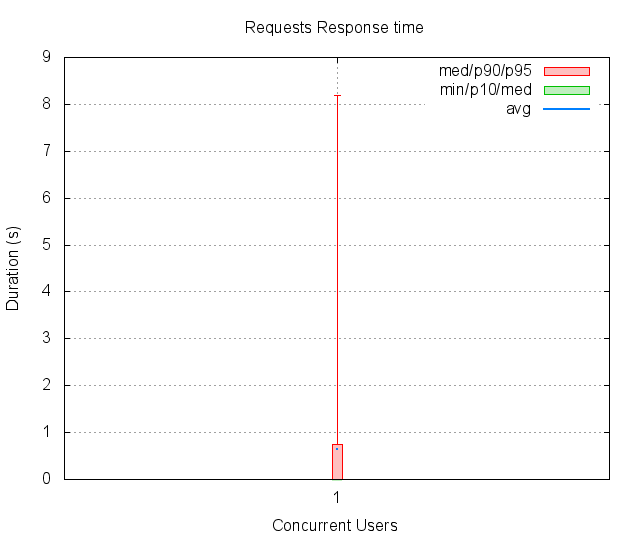 Requests Response time
9
8
7
6
5
4
3
2
1
0
Duration (s)
med/p90/p95
min/p10/med
avg
1
Concurrent Users